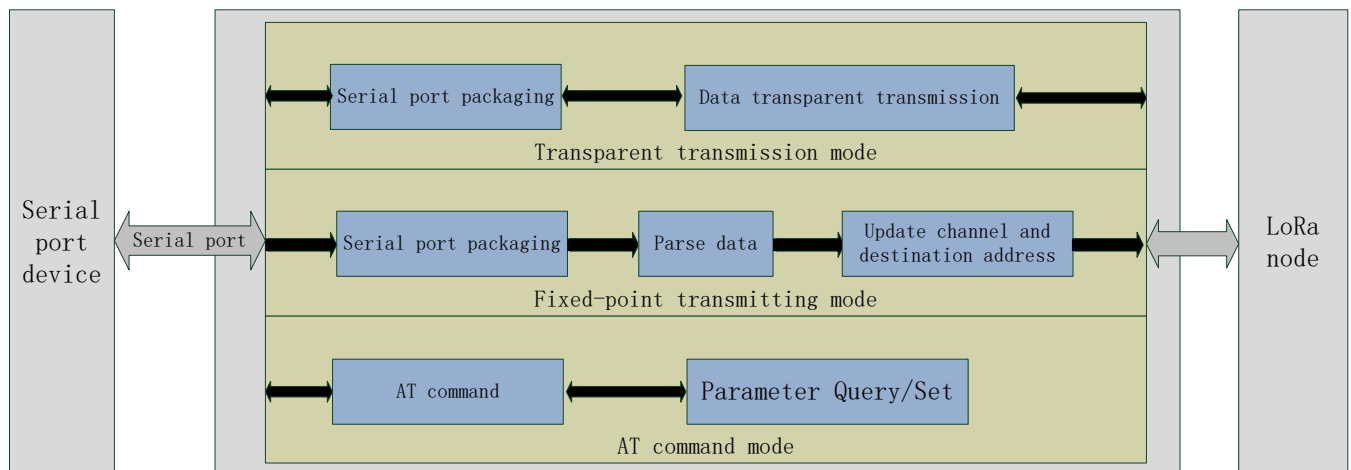 Serial port packaging
Data transparent transmission
Transparent transmission mode
Serial
port
device
Serial port
Serial port packaging
Parse data
Update channel and
destination address
Fixed-point transmitting mode
LoRa
node
AT command
Parameter Query/Set
AT command mode